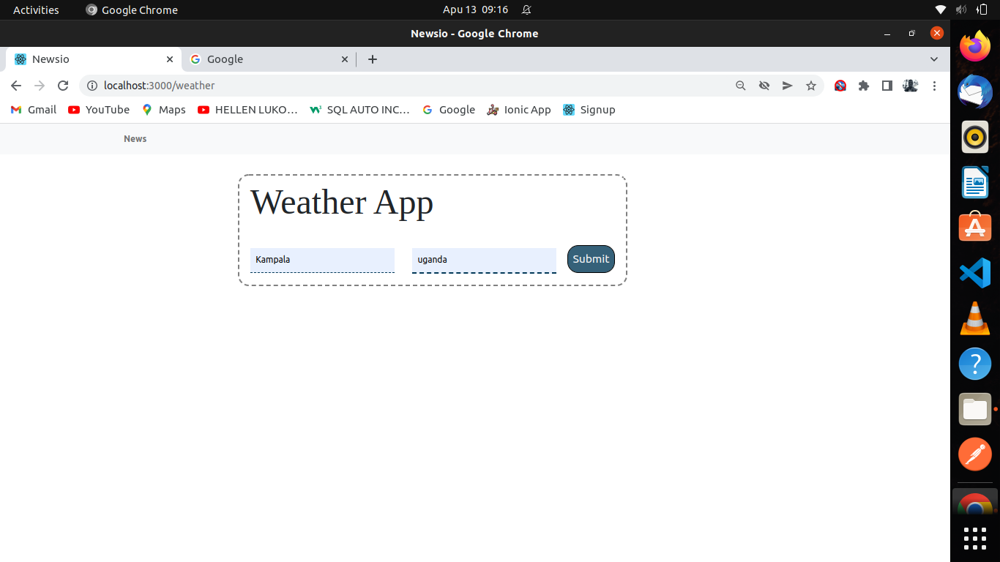 Activities
Google Chrome
Apu 13 09:16
Newsio - Google Chrome
Newsio
Google
localhost:3000/weather
Gmail
YouTube
Maps
HELLEN LUKO...
SQL AUTO INC...
Google
Ionic App
Signup
News
Weather App
Kampala
uganda
Submit